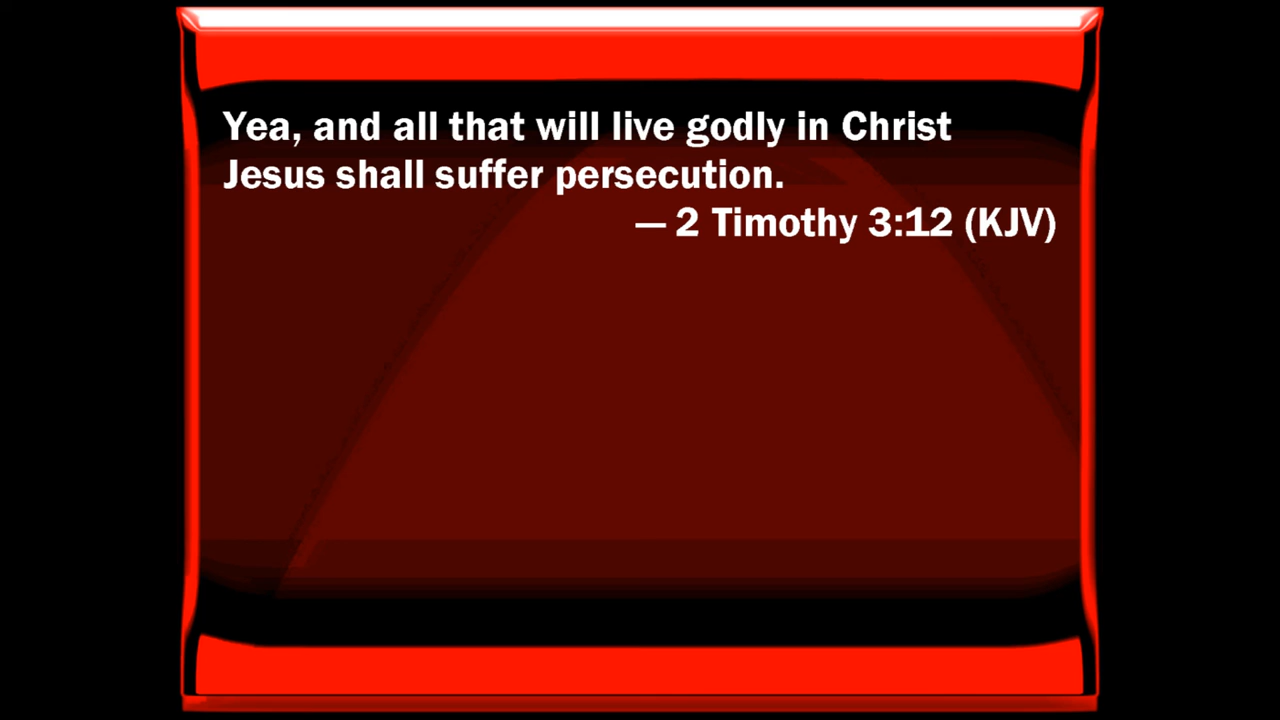 Yea, and all that will live godly in Christ
Jesus shall suffer persecution.
— 2 Timothy 3:12 (KJV)